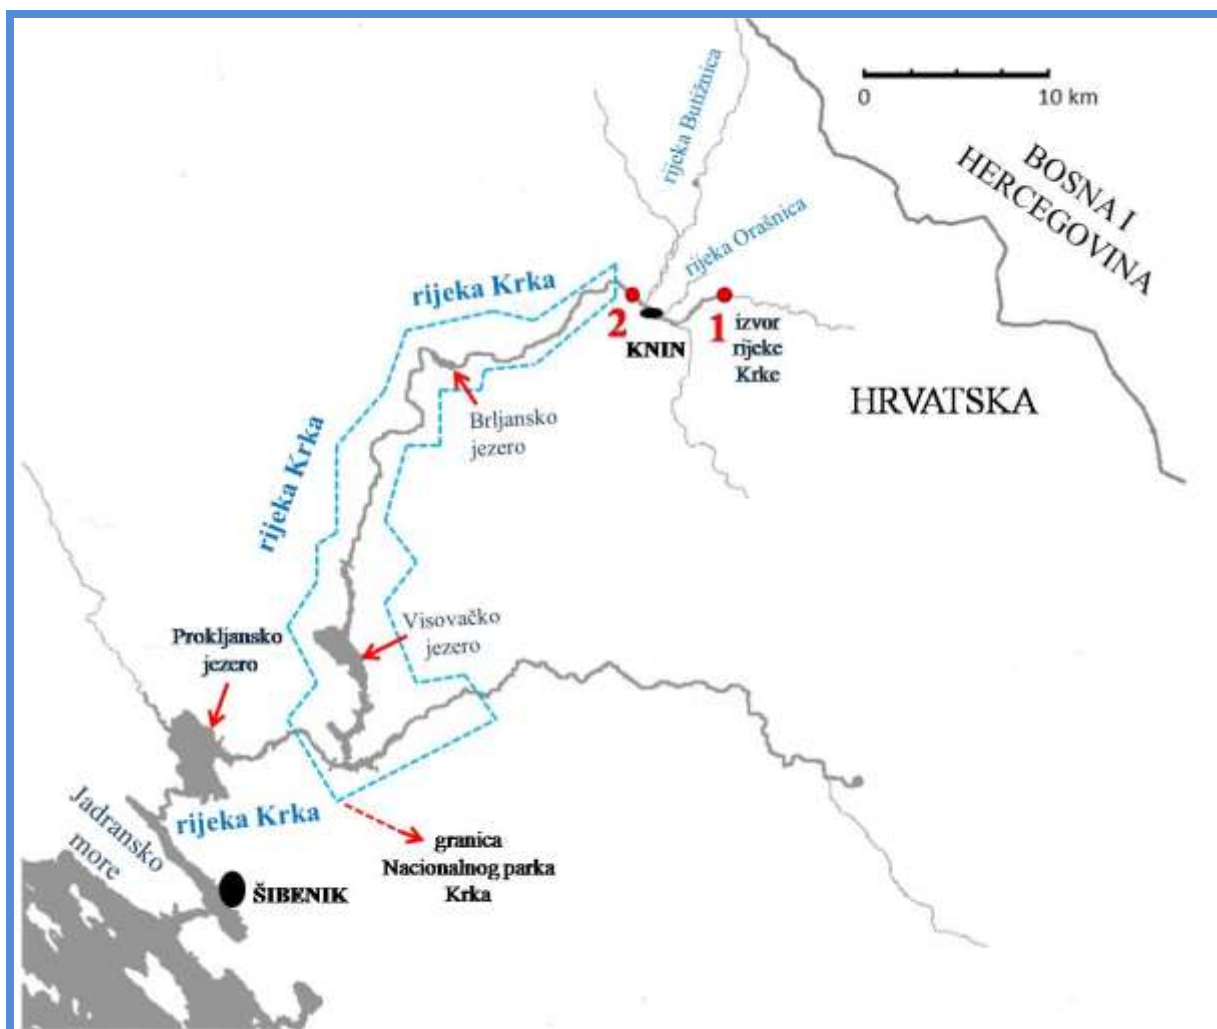 rijeka Butižnica
0
10 km
BOSNA I
HERCEGOVINA
rijeka Orašnica
rijeka Krka
2
1
izvor
rijeke
Krke
KNIN
HRVATSKA
Brljansko
jezero
rijeka Krka
Visovačko
jezero
Prokljansko
jezero
Jadransko
more
rijeka Krka
granica
Nacionalnog parka
Krka
ŠIBENIK